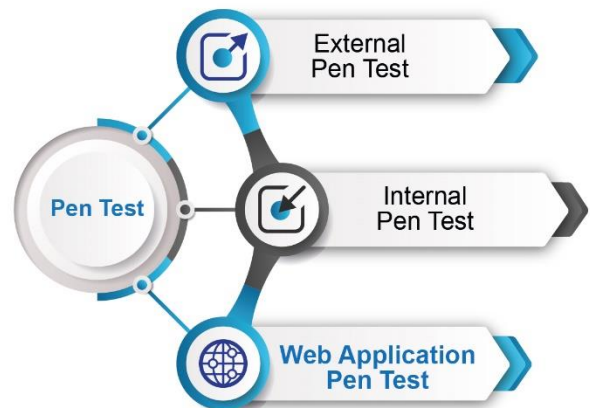 External
Pen Test
Pen Test
Internal
Pen Test
Web Application
Pen Test